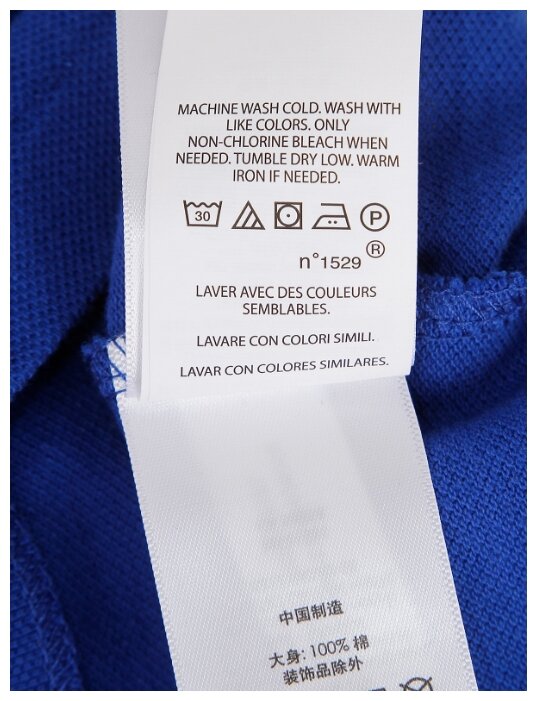 MACHINE WASH COLD. WASH WITH
LIKE COLORS. ONLY
NON-CHLORINE BLEACH WHEN
NEEDED. TUMBLE DRY LOW. WARM
IRON IF NEEDED.
30 P
n°1529 ®
LAVER AVEC DES COULEURS
SEMBLABLES.
LAVARE CON COLORI SIMILI.
LAVAR CON COLORES SIMILARES.
中国制造
大身: 100% 棉
装饰品除外